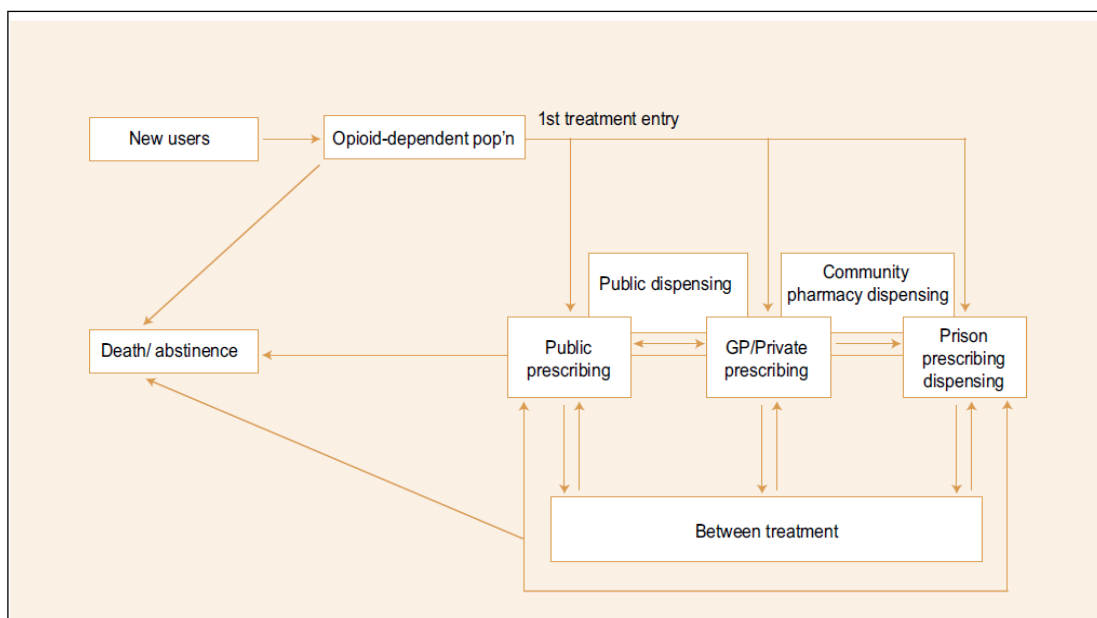 1st treatment entry
New users
Opioid-dependent pop'n
Public dispensing
Community
pharmacy dispensing
Death/ abstinence
Public
prescribing
GP/Private
prescribing
Prison
prescribing
dispensing
Between treatment